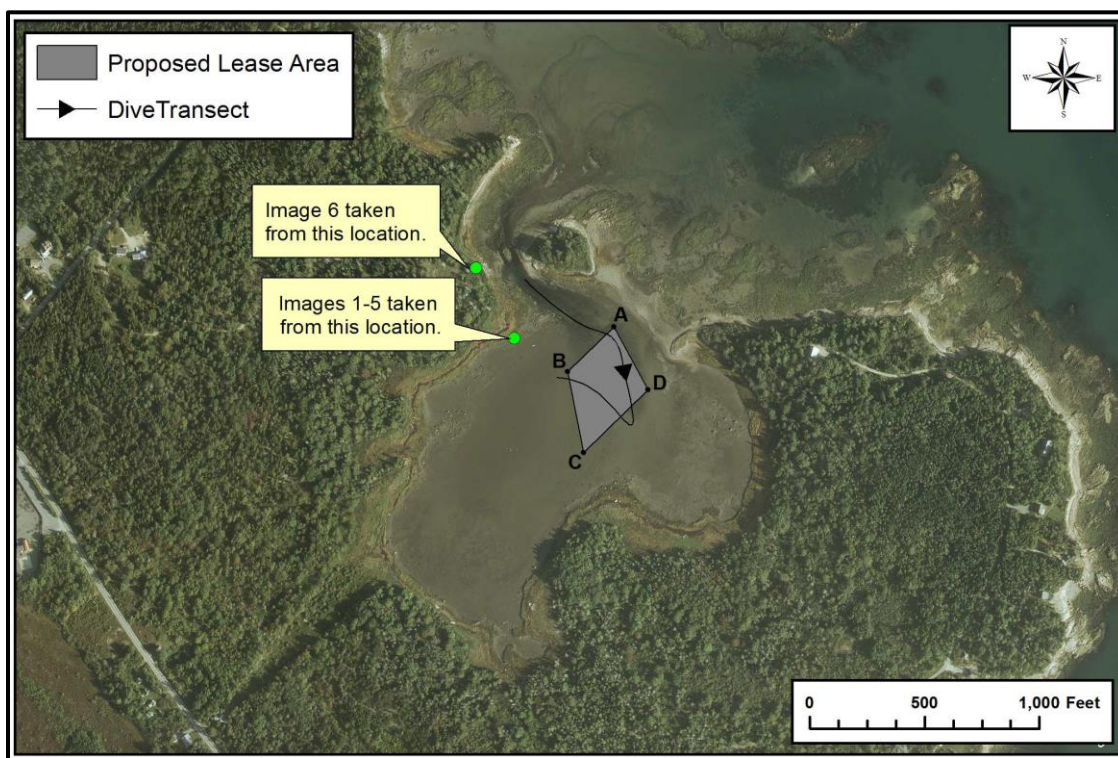 Proposed Lease Area
DiveTransect
N
W
E
S
Image 6 taken
from this location.
Images 1-5 taken
from this location.
A
B
D
C
0
500
1,000 Feet